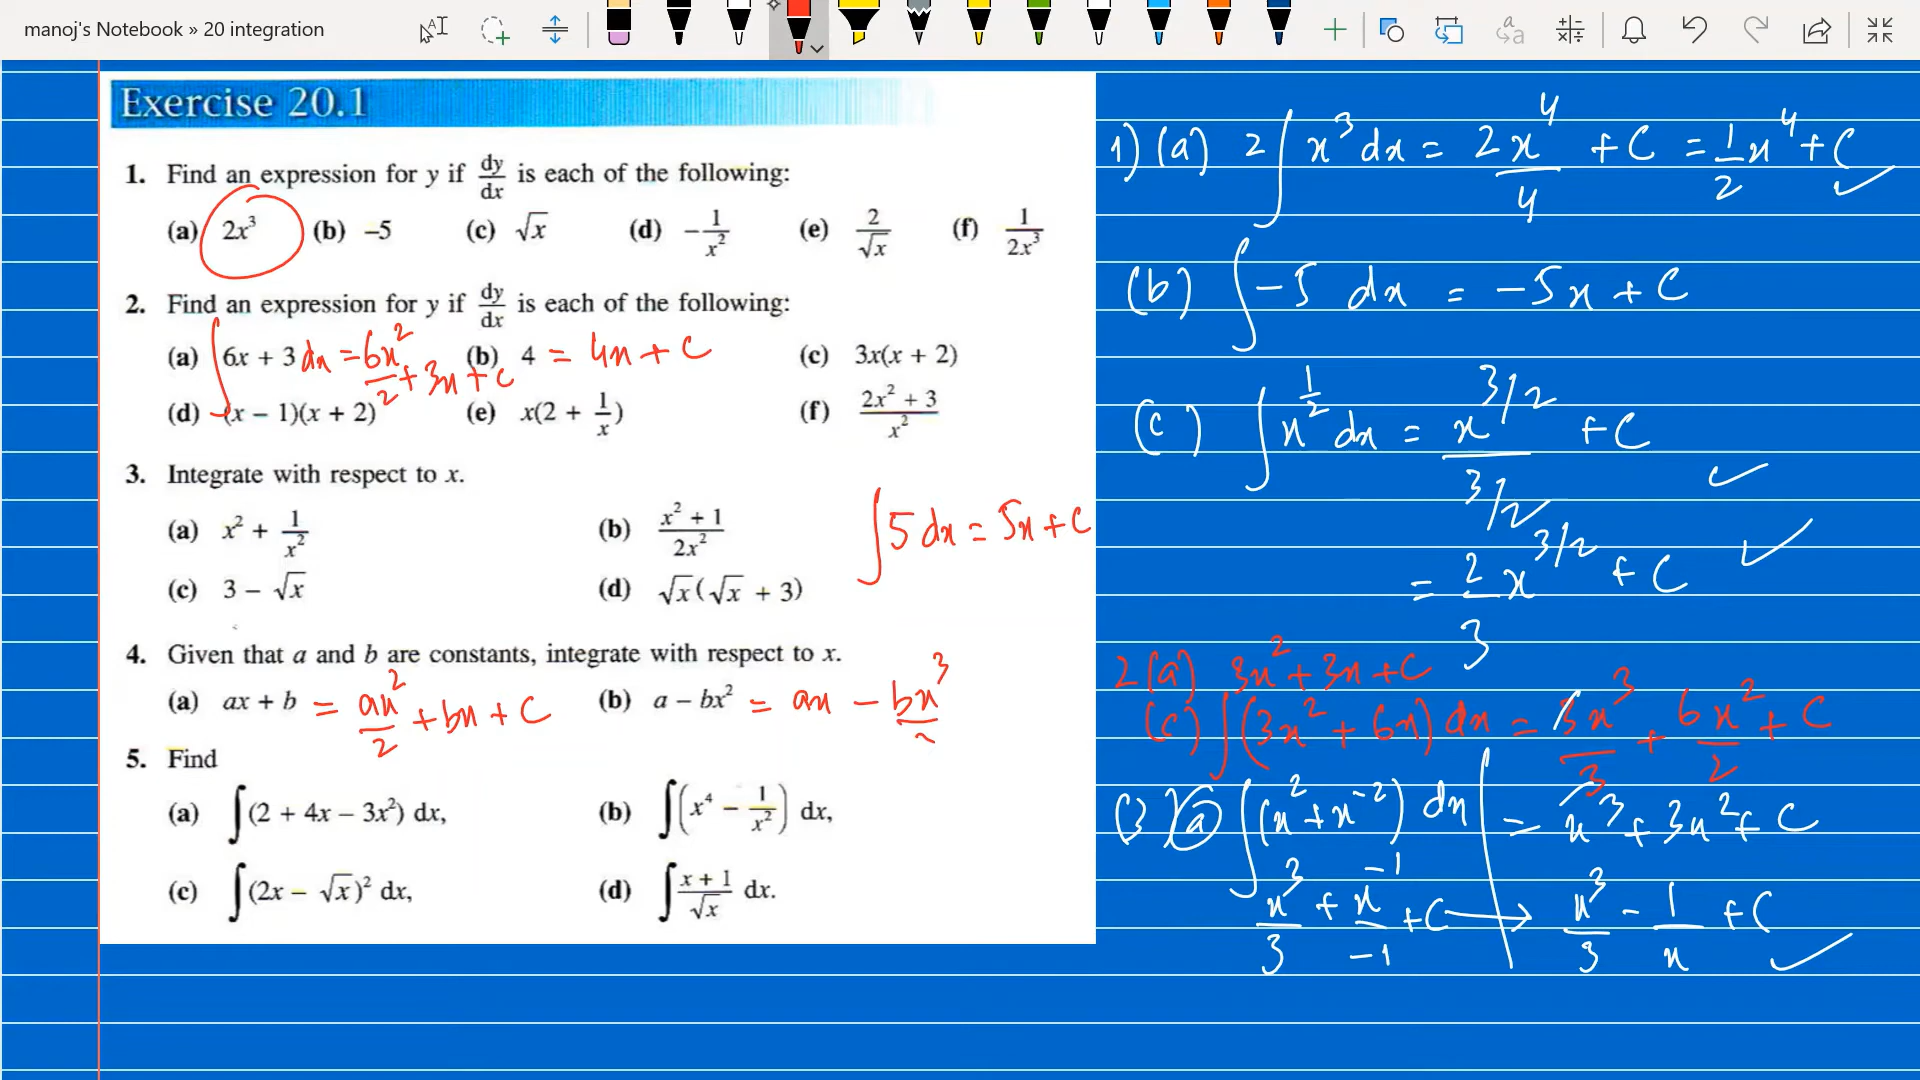 manoj's Notebook » 20 integration
Exercise 20.1
1. Find an expression for y if dy/dx is each of the following:
(a) 2x³ (b) –5 (c) √x (d) –1/x² (e) 2/√x (f) 1/2x³
2. Find an expression for y if dy/dx is each of the following:
(a) ∫ 6x + 3 dx = 6x²/2 + 3x + C (b) 4 = 4x + C (c) 3x(x + 2)
(d) (x – 1)(x + 2) (e) x(2 + 1/x) (f) (2x² + 3)/x²
3. Integrate with respect to x.
(a) x² + 1/x² (b) (x² + 1)/2x²
∫ 5 dx = 5x + C
(c) 3 – √x (d) √x(√x + 3)
4. Given that a and b are constants, integrate with respect to x.
(a) ax + b = ax²/2 + bx + C (b) a – bx² = ax – bx³/
5. Find
(a) ∫(2 + 4x – 3x²) dx, (b) ∫(x⁴ – 1/x²) dx,
(c) ∫(2x – √x)² dx, (d) ∫ (x + 1)/√x dx.
1) (a) 2 ∫ x³ dx = 2x⁴/4 + C = 1/2 x⁴ + C
(b) ∫ –5 dx = –5x + C
(c) ∫ x^1/2 dx = x^3/2 / 3/2 + C
= 2/3 x^3/2 + C
2 (a) 3x² + 3x + C
(c) ∫ (3x² + 6x) dx = 3x³/3 + 6x²/2 + C
= x³ + 3x² + C
(3) (a) ∫ (x² + x⁻²) dx
x³/3 + x⁻¹/–1 + C → x³/3 – 1/x + C